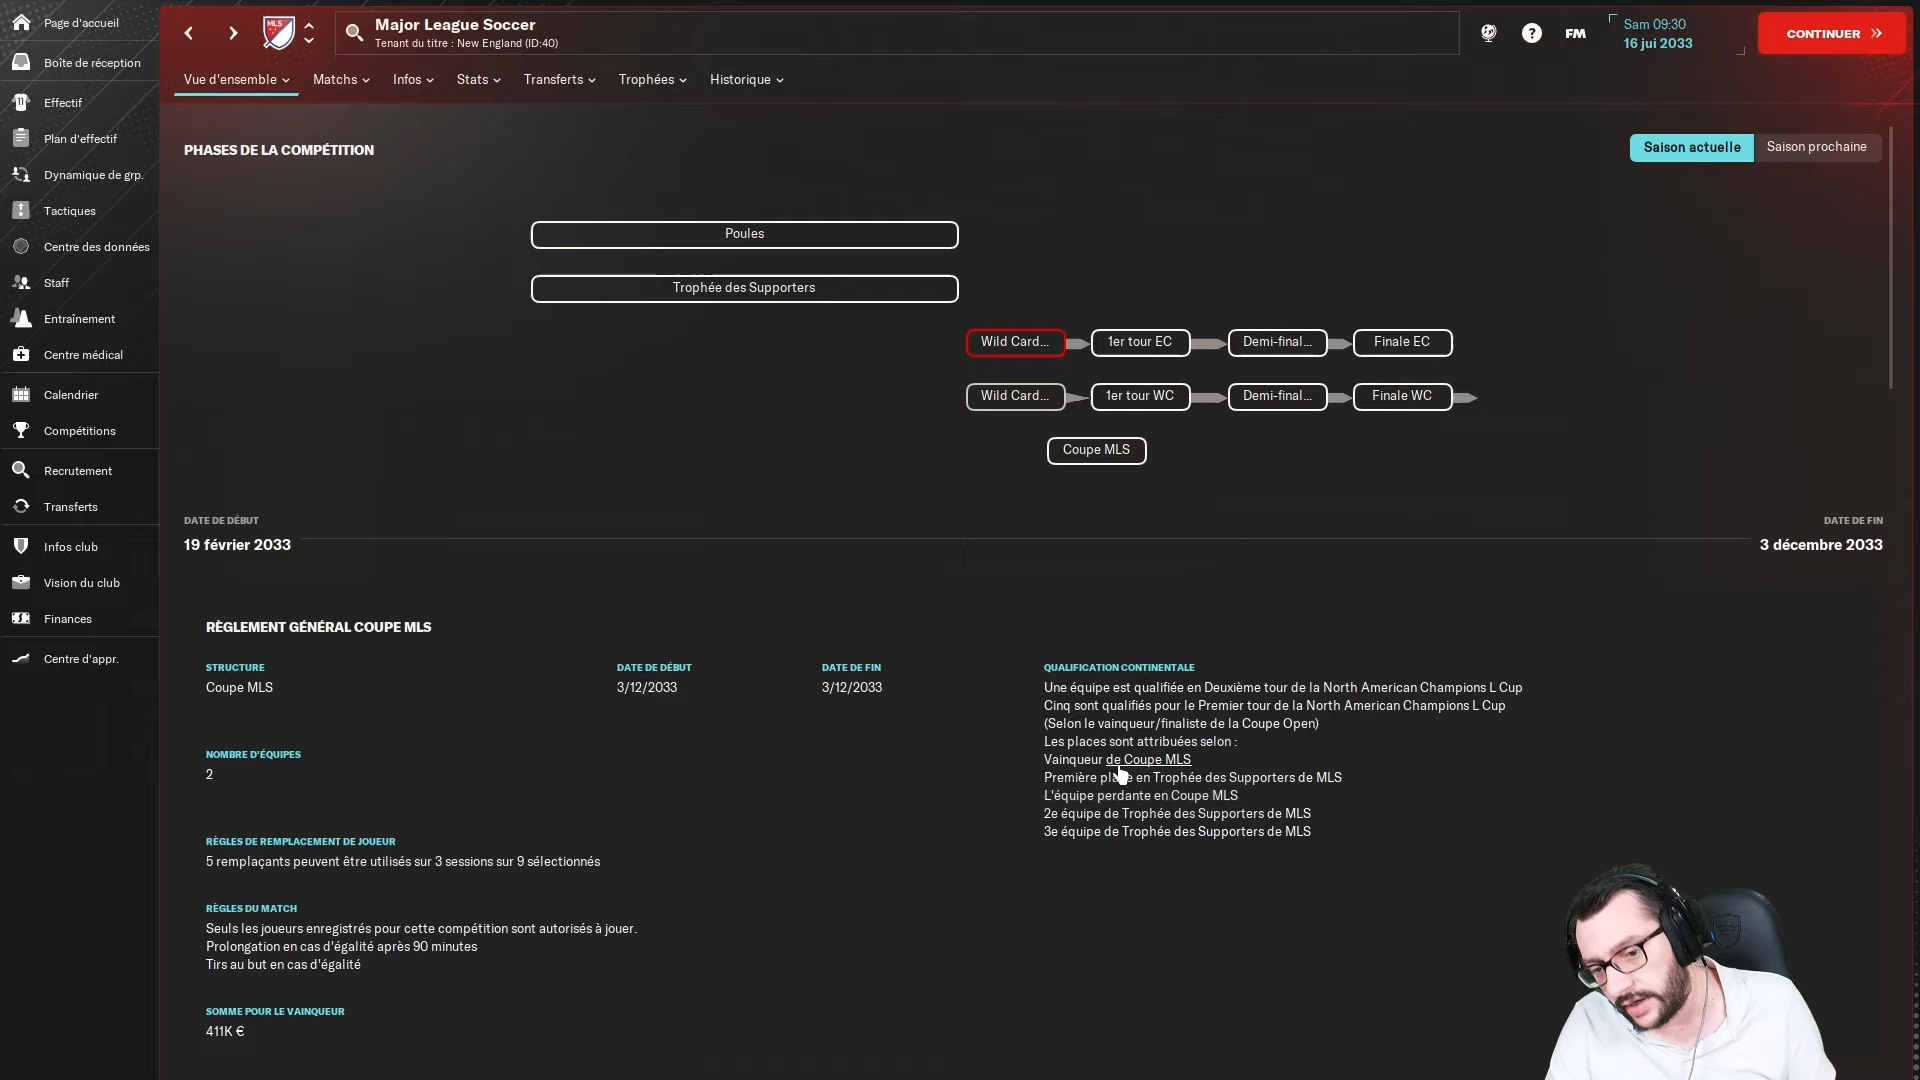 Page d'accueil
Boîte de réception
Effectif
Plan d'effectif
Dynamique de grp.
Tactiques
Centre des données
Staff
Entraînement
Centre médical
Calendrier
Compétitions
Recrutement
Transferts
Infos club
Vision du club
Finances
Centre d'appr.
MLS
Major League Soccer
Tenant du titre : New England (ID:40)
?
FM
Sam 09:30
16 jui 2033
CONTINUER
Vue d'ensemble
Matchs
Infos
Stats
Transferts
Trophées
Historique
PHASES DE LA COMPÉTITION
Saison actuelle
Saison prochaine
Poules
Trophée des Supporters
Wild Card...
1er tour EC
Demi-final...
Finale EC
Wild Card...
1er tour WC
Demi-final...
Finale WC
Coupe MLS
DATE DE DÉBUT
19 février 2033
DATE DE FIN
3 décembre 2033
RÈGLEMENT GÉNÉRAL COUPE MLS
STRUCTURE
Coupe MLS
DATE DE DÉBUT
3/12/2033
DATE DE FIN
3/12/2033
NOMBRE D'ÉQUIPES
2
RÈGLES DE REMPLACEMENT DE JOUEUR
5 remplaçants peuvent être utilisés sur 3 sessions sur 9 sélectionnés
RÈGLES DU MATCH
Seuls les joueurs enregistrés pour cette compétition sont autorisés à jouer.
Prolongation en cas d'égalité après 90 minutes
Tirs au but en cas d'égalité
SOMME POUR LE VAINQUEUR
411K €
QUALIFICATION CONTINENTALE
Une équipe est qualifiée en Deuxième tour de la North American Champions L Cup
Cinq sont qualifiés pour le Premier tour de la North American Champions L Cup
(Selon le vainqueur/finaliste de la Coupe Open)
Les places sont attribuées selon :
Vainqueur de Coupe MLS
Première place en Trophée des Supporters de MLS
L'équipe perdante en Coupe MLS
2e équipe de Trophée des Supporters de MLS
3e équipe de Trophée des Supporters de MLS